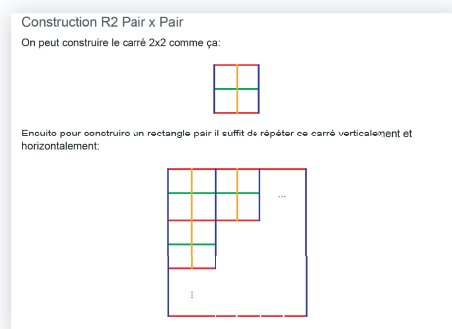 Construction R2 Pair x Pair
On peut construire le carré 2x2 comme ça:
Ensuite pour construire un rectangle pair il suffit de répéter ce carré verticalement et
horizontalement:
...
⋮